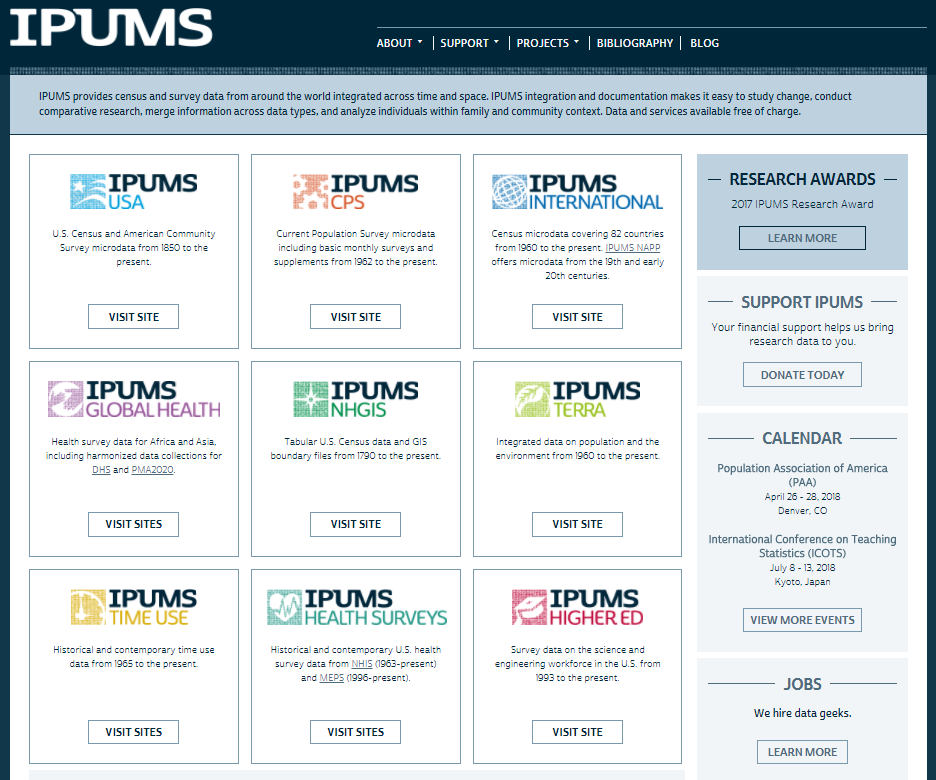 IPUMS
ABOUT
SUPPORT
PROJECTS
BIBLIOGRAPHY
BLOG
IPUMS provides census and survey data from around the world integrated across time and space. IPUMS integration and documentation makes it easy to study change, conduct
comparative research, merge information across data types, and analyze individuals within family and community context. Data and services available free of charge.
IPUMS
USA
U.S. Census and American Community
Survey microdata from 1850 to the
present.
VISIT SITE
IPUMS
CPS
Current Population Survey microdata
including basic monthly surveys and
supplements from 1962 to the present.
VISIT SITE
IPUMS
INTERNATIONAL
Census microdata covering 82 countries
from 1960 to the present. IPUMS NAPP
offers microdata from the 19th and early
20th centuries.
VISIT SITE
IPUMS
GLOBAL HEALTH
Health survey data for Africa and Asia,
including harmonized data collections for
DHS and PMA2020.
VISIT SITES
IPUMS
NHGIS
Tabular U.S. Census data and GIS
boundary files from 1790 to the present.
VISIT SITE
IPUMS
TERRA
Integrated data on population and the
environment from 1960 to the present.
VISIT SITE
IPUMS
TIME USE
Historical and contemporary time use
data from 1965 to the present.
VISIT SITES
IPUMS
HEALTH SURVEYS
Historical and contemporary U.S. health
survey data from NHIS (1963-present)
and MEPS (1996-present).
VISIT SITES
IPUMS
HIGHER ED
Survey data on the science and
engineering workforce in the U.S. from
1993 to the present.
VISIT SITE
RESEARCH AWARDS
2017 IPUMS Research Award
LEARN MORE
SUPPORT IPUMS
Your financial support helps us bring
research data to you.
DONATE TODAY
CALENDAR
Population Association of America
(PAA)
April 26 - 28, 2018
Denver, CO
International Conference on Teaching
Statistics (ICOTS)
July 8 - 13, 2018
Kyoto, Japan
VIEW MORE EVENTS
JOBS
We hire data geeks.
LEARN MORE